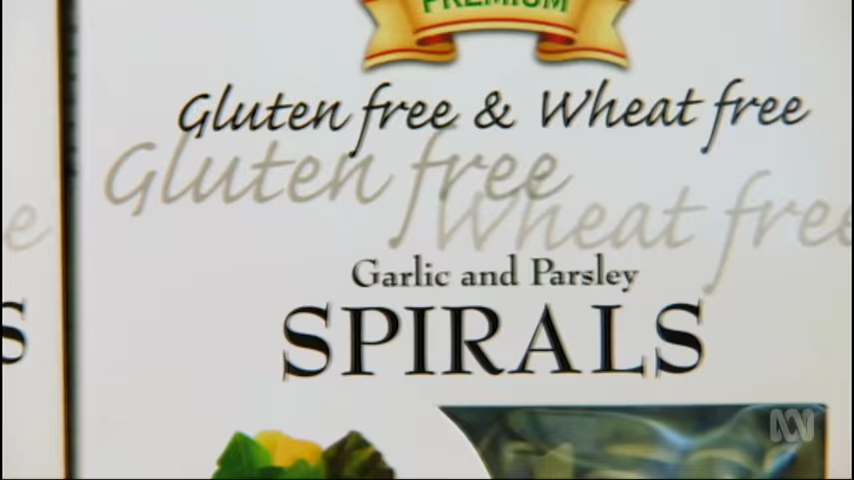 PREMIUM
Gluten free & Wheat free
Gluten free
Wheat free
Garlic and Parsley
SPIRALS